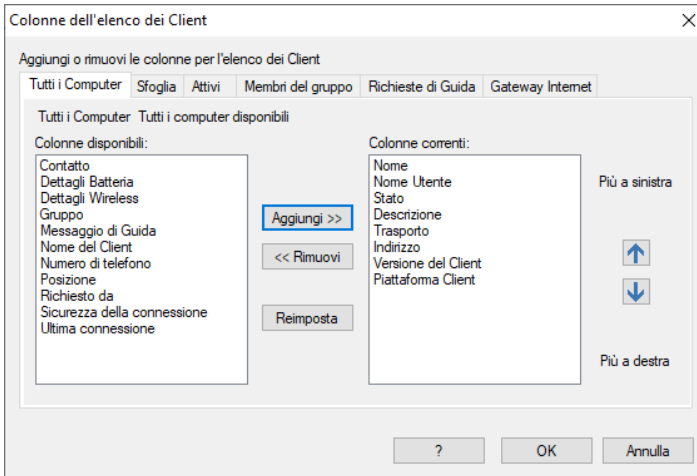 Colonne dell'elenco dei Client
Aggiungi o rimuovi le colonne per l'elenco dei Client
Tutti i Computer Sfoglia Attivi Membri del gruppo Richieste di Guida Gateway Internet
Tutti i Computer Tutti i computer disponibili
Colonne disponibili:
Contatto
Dettagli Batteria
Dettagli Wireless
Gruppo
Messaggio di Guida
Nome del Client
Numero di telefono
Posizione
Richiesto da
Sicurezza della connessione
Ultima connessione
Aggiungi >>
<< Rimuovi
Reimposta
Colonne correnti:
Nome
Nome Utente
Stato
Descrizione
Trasporto
Indirizzo
Versione del Client
Piattaforma Client
Più a sinistra
Più a destra
? OK Annulla